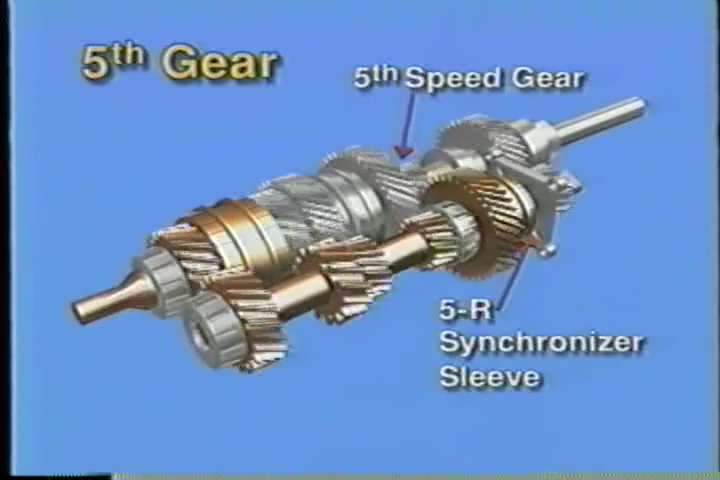 5th Gear
5th Speed Gear
5-R
Synchronizer
Sleeve